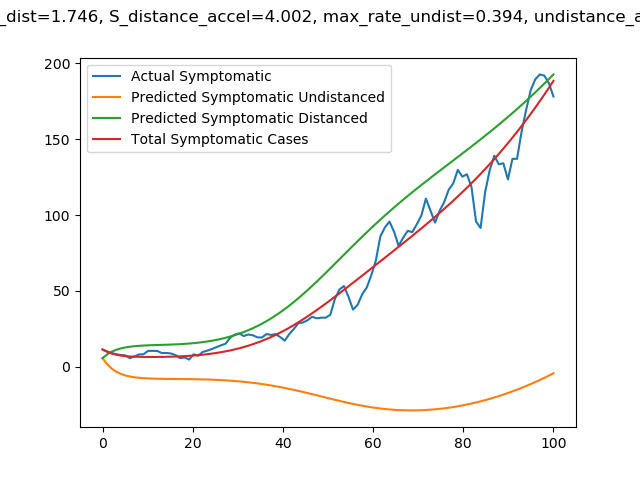 _dist=1.746, S_distance_accel=4.002, max_rate_undist=0.394, undistance_a
Actual Symptomatic
Predicted Symptomatic Undistanced
Predicted Symptomatic Distanced
Total Symptomatic Cases
200
150
100
50
0
0 20 40 60 80 100